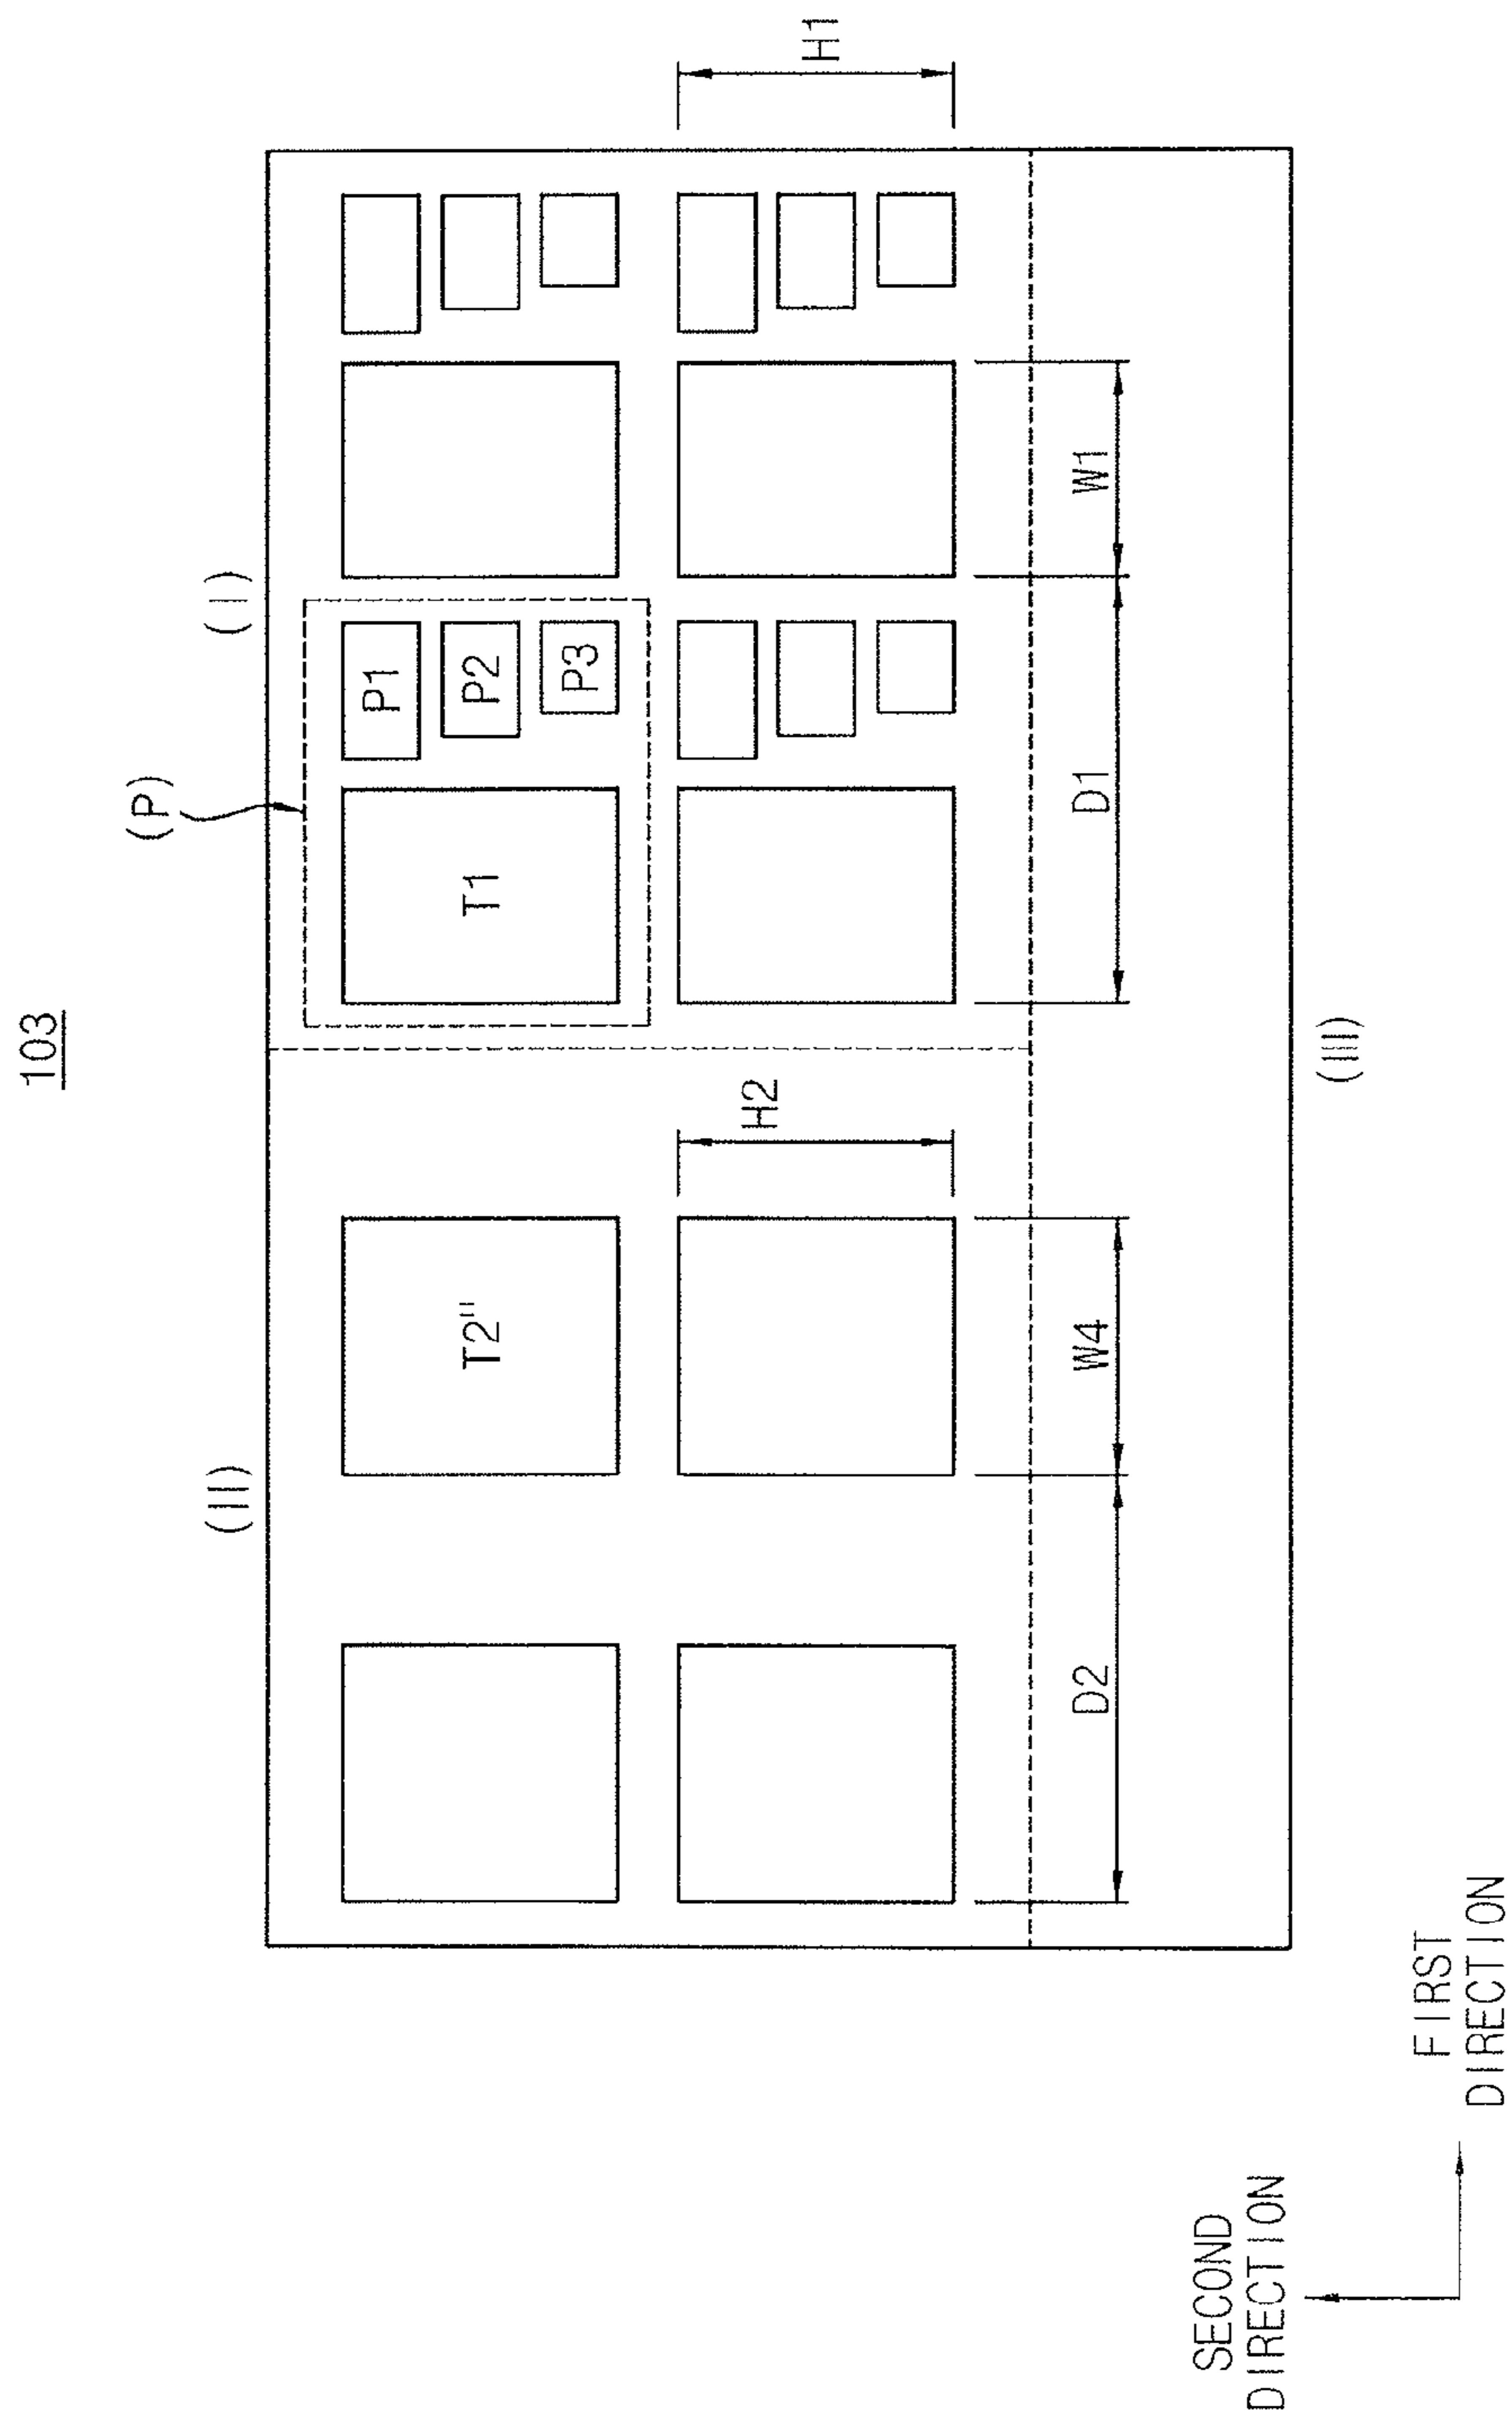 103
(II)
(I)
(P)
T2"
T1
P1
P2
P3
H2
H1
D2
W4
D1
W1
(III)
SECOND
DIRECTION
FIRST
DIRECTION